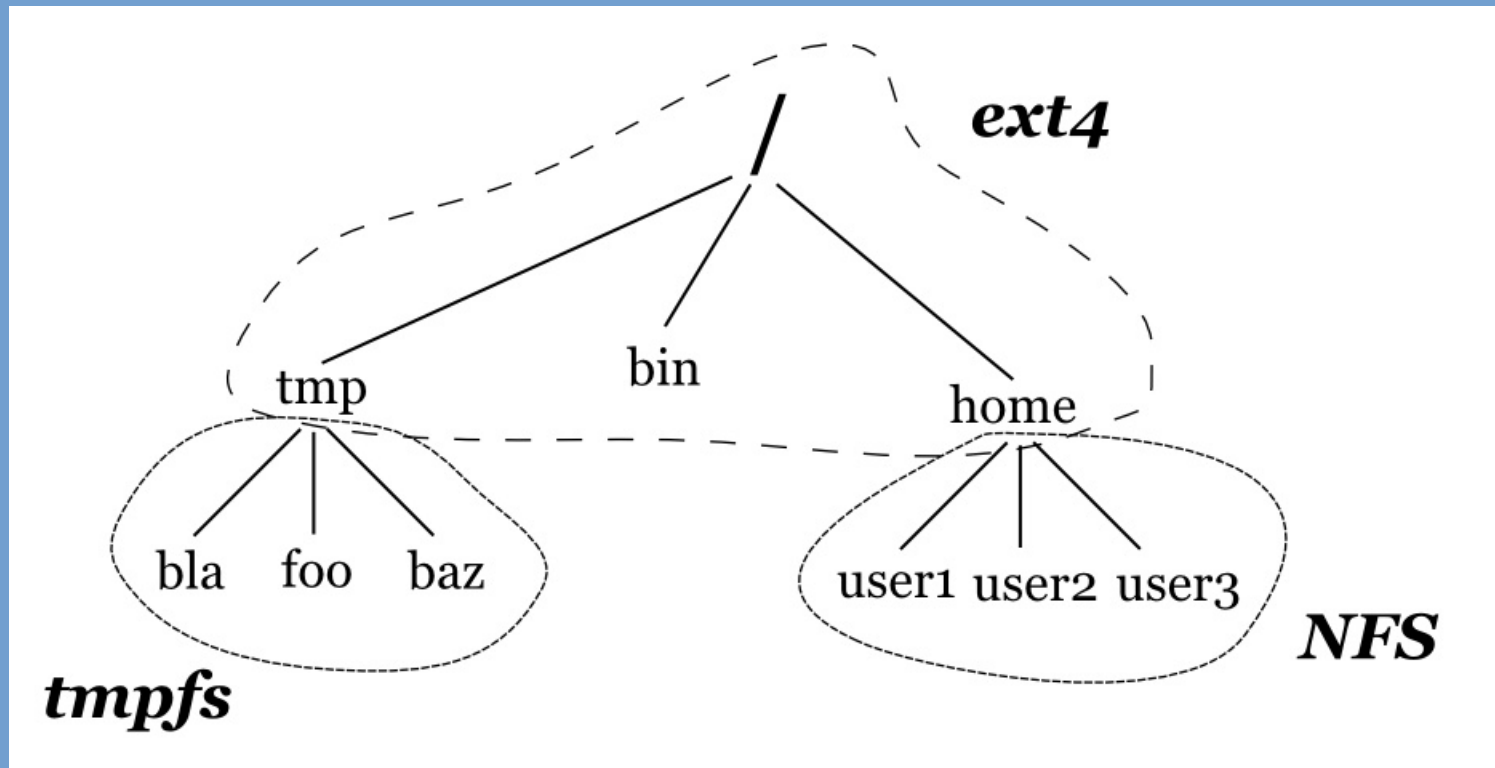 ext4
/
tmp
bin
home
bla foo baz
user1 user2 user3
tmpfs
NFS